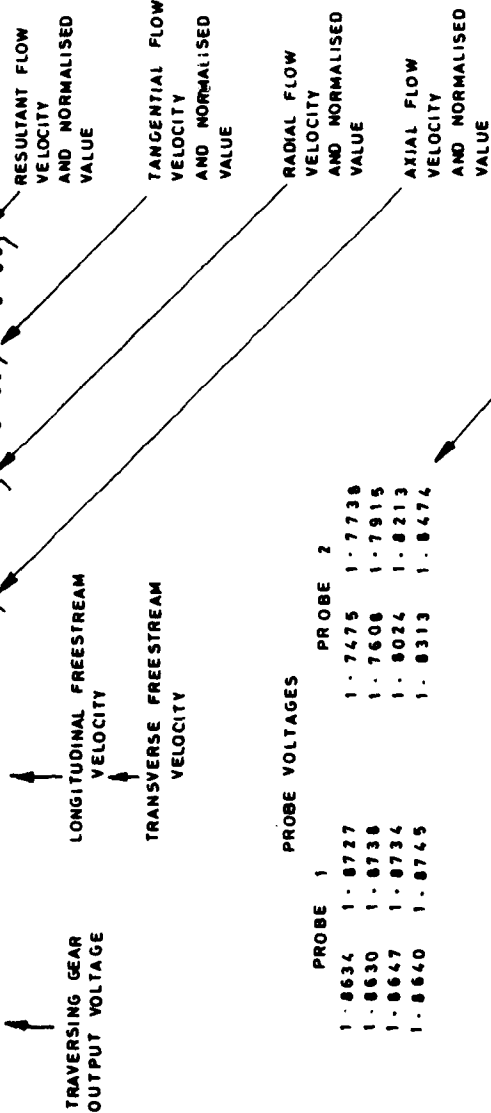 RESULTANT FLOW
VELOCITY
AND NORMALISED
VALUE
TANGENTIAL FLOW
VELOCITY
AND NORMALISED
VALUE
RADIAL FLOW
VELOCITY
AND NORMALISED
VALUE
AXIAL FLOW
VELOCITY
AND NORMALISED
VALUE
LONGITUDINAL FREESTREAM
VELOCITY
TRANSVERSE FREESTREAM
VELOCITY
TRAVERSING GEAR
OUTPUT VOLTAGE
PROBE VOLTAGES
PROBE 1 PROBE 2
1.8634 1.8727 1.7475 1.7738
1.8630 1.8738 1.7608 1.7915
1.8647 1.8734 1.8024 1.8213
1.8640 1.8745 1.8313 1.8474